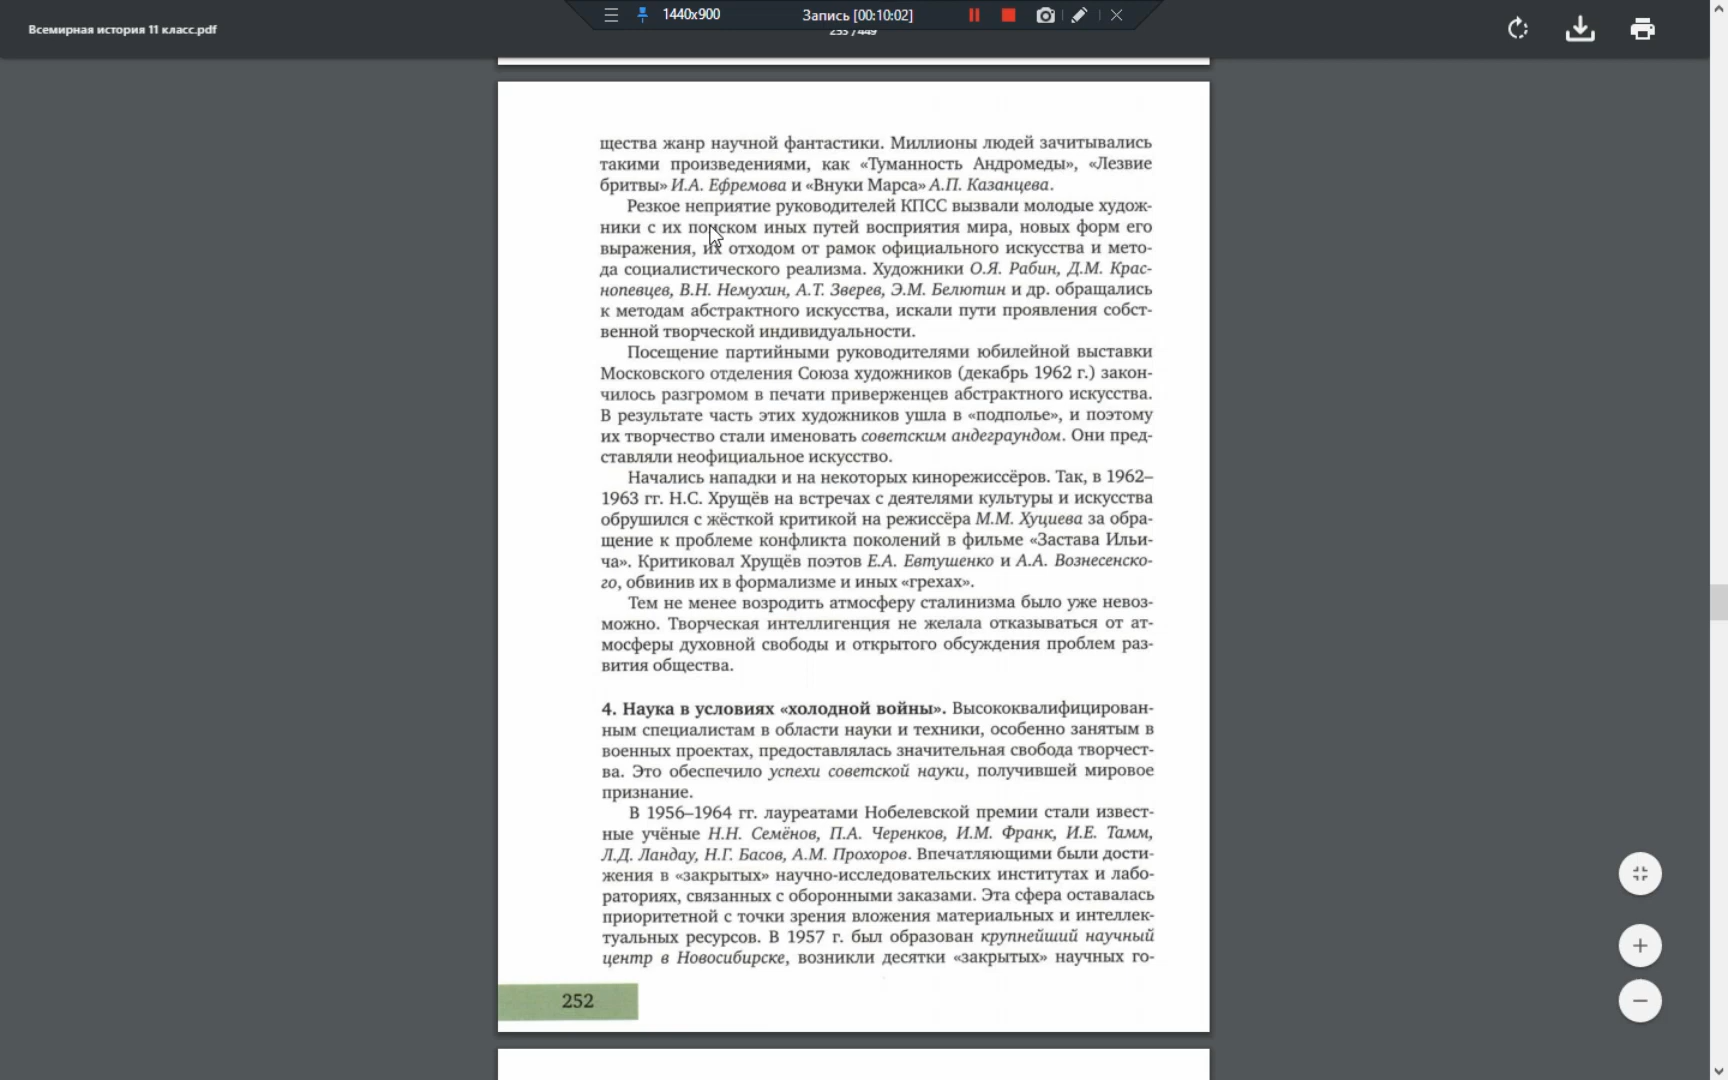 1440x900
Запись [00:10:02]
Всемирная история 11 класс.pdf
253 / 449
щества жанр научной фантастики. Миллионы людей зачитывались
такими произведениями, как «Туманность Андромеды», «Лезвие
бритвы» И.А. Ефремова и «Внуки Марса» А.П. Казанцева.
Резкое неприятие руководителей КПСС вызвали молодые худож-
ники с их поиском иных путей восприятия мира, новых форм его
выражения, их отходом от рамок официального искусства и мето-
да социалистического реализма. Художники О.Я. Рабин, Д.М. Крас-
нопевцев, В.Н. Немухин, А.Т. Зверев, Э.М. Белютин и др. обращались
к методам абстрактного искусства, искали пути проявления собст-
венной творческой индивидуальности.
Посещение партийными руководителями юбилейной выставки
Московского отделения Союза художников (декабрь 1962 г.) закон-
чилось разгромом в печати приверженцев абстрактного искусства.
В результате часть этих художников ушла в «подполье», и поэтому
их творчество стали именовать советским андеграундом. Они пред-
ставляли неофициальное искусство.
Начались нападки и на некоторых кинорежиссёров. Так, в 1962–
1963 гг. Н.С. Хрущёв на встречах с деятелями культуры и искусства
обрушился с жёсткой критикой на режиссёра М.М. Хуциева за обра-
щение к проблеме конфликта поколений в фильме «Застава Ильи-
ча». Критиковал Хрущёв поэтов Е.А. Евтушенко и А.А. Вознесенско-
го, обвинив их в формализме и иных «грехах».
Тем не менее возродить атмосферу сталинизма было уже невоз-
можно. Творческая интеллигенция не желала отказываться от ат-
мосферы духовной свободы и открытого обсуждения проблем раз-
вития общества.
4. Наука в условиях «холодной войны». Высококвалифицирован-
ным специалистам в области науки и техники, особенно занятым в
военных проектах, предоставлялась значительная свобода творчест-
ва. Это обеспечило успехи советской науки, получившей мировое
признание.
В 1956–1964 гг. лауреатами Нобелевской премии стали извест-
ные учёные Н.Н. Семёнов, П.А. Черенков, И.М. Франк, И.Е. Тамм,
Л.Д. Ландау, Н.Г. Басов, А.М. Прохоров. Впечатляющими были дости-
жения в «закрытых» научно-исследовательских институтах и лабо-
раториях, связанных с оборонными заказами. Эта сфера оставалась
приоритетной с точки зрения вложения материальных и интеллек-
туальных ресурсов. В 1957 г. был образован крупнейший научный
центр в Новосибирске, возникли десятки «закрытых» научных го-
252